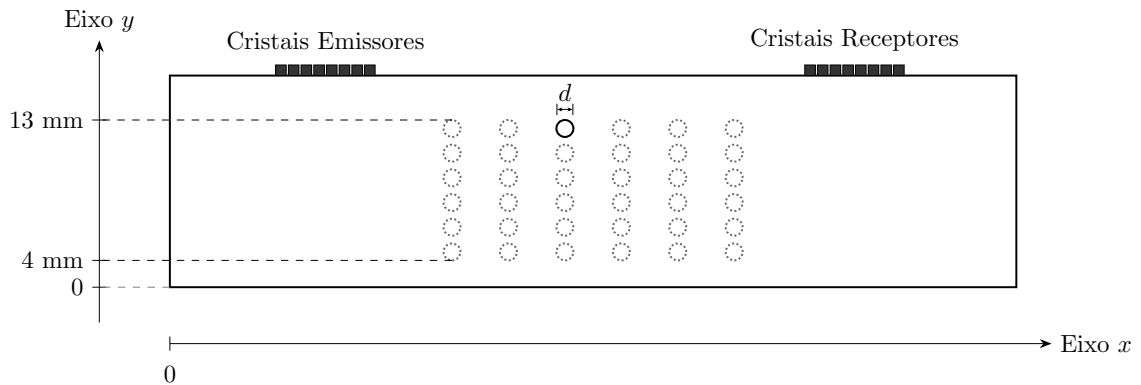 Eixo y
Cristais Emissores
Cristais Receptores
d
13 mm
4 mm
0
Eixo x
0